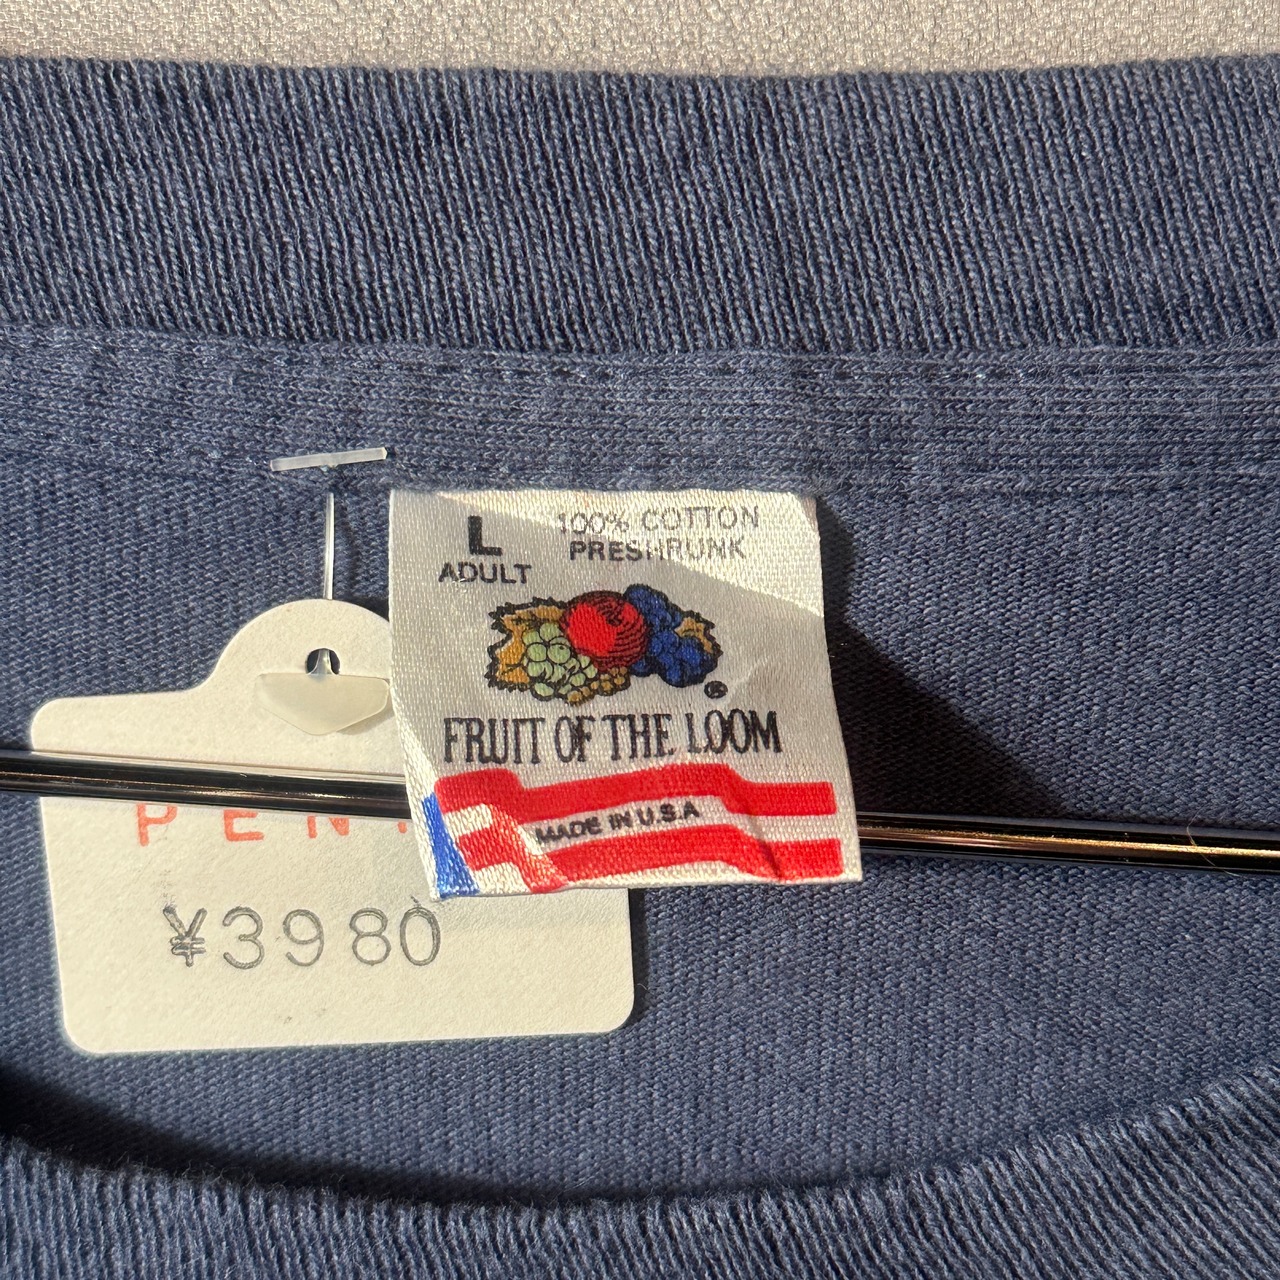 L
ADULT
100% COTTON
PRESHRUNK
®
FRUIT OF THE LOOM
MADE IN U.S.A
¥3980